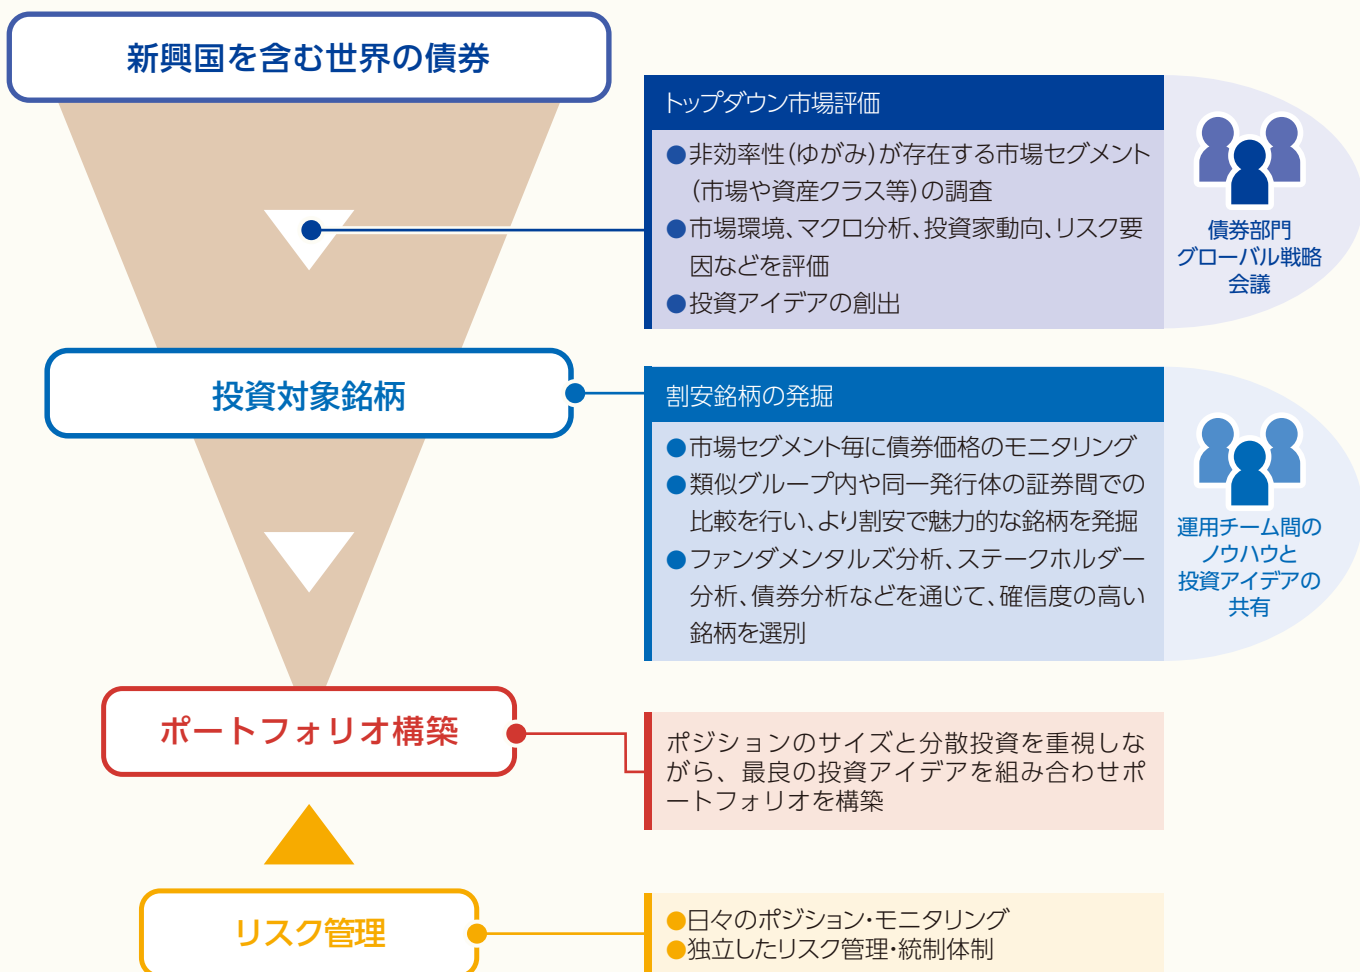 新興国を含む世界の債券
トップダウン市場評価
●非効率性(ゆがみ)が存在する市場セグメント
(市場や資産クラス等)の調査
●市場環境、マクロ分析、投資家動向、リスク要
因などを評価
●投資アイデアの創出
債券部門
グローバル戦略
会議
投資対象銘柄
割安銘柄の発掘
●市場セグメント毎に債券価格のモニタリング
●類似グループ内や同一発行体の証券間での
比較を行い、より割安で魅力的な銘柄を発掘
●ファンダメンタルズ分析、ステークホルダー
分析、債券分析などを通じて、確信度の高い
銘柄を選別
運用チーム間の
ノウハウと
投資アイデアの
共有
ポートフォリオ構築
ポジションのサイズと分散投資を重視しな
がら、最良の投資アイデアを組み合わせポ
ートフォリオを構築
リスク管理
●日々のポジション・モニタリング
●独立したリスク管理・統制体制